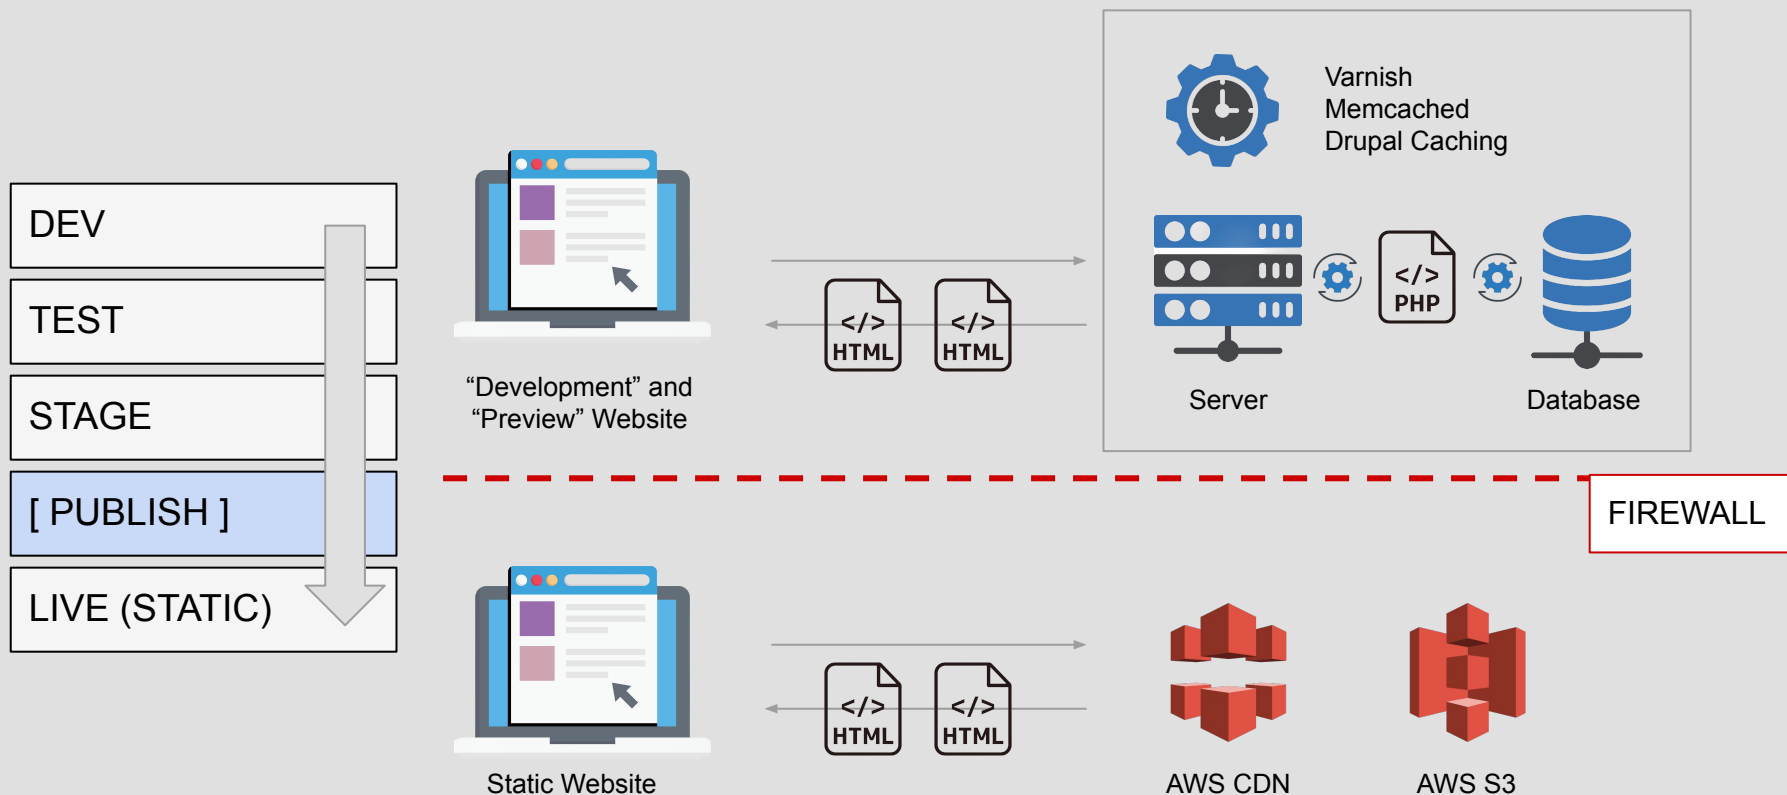 DEV
TEST
STAGE
[ PUBLISH ]
LIVE (STATIC)
“Development” and
“Preview” Website
</>
HTML
</>
HTML
Varnish
Memcached
Drupal Caching
</>
PHP
Server
Database
FIREWALL
Static Website
</>
HTML
</>
HTML
AWS CDN
AWS S3